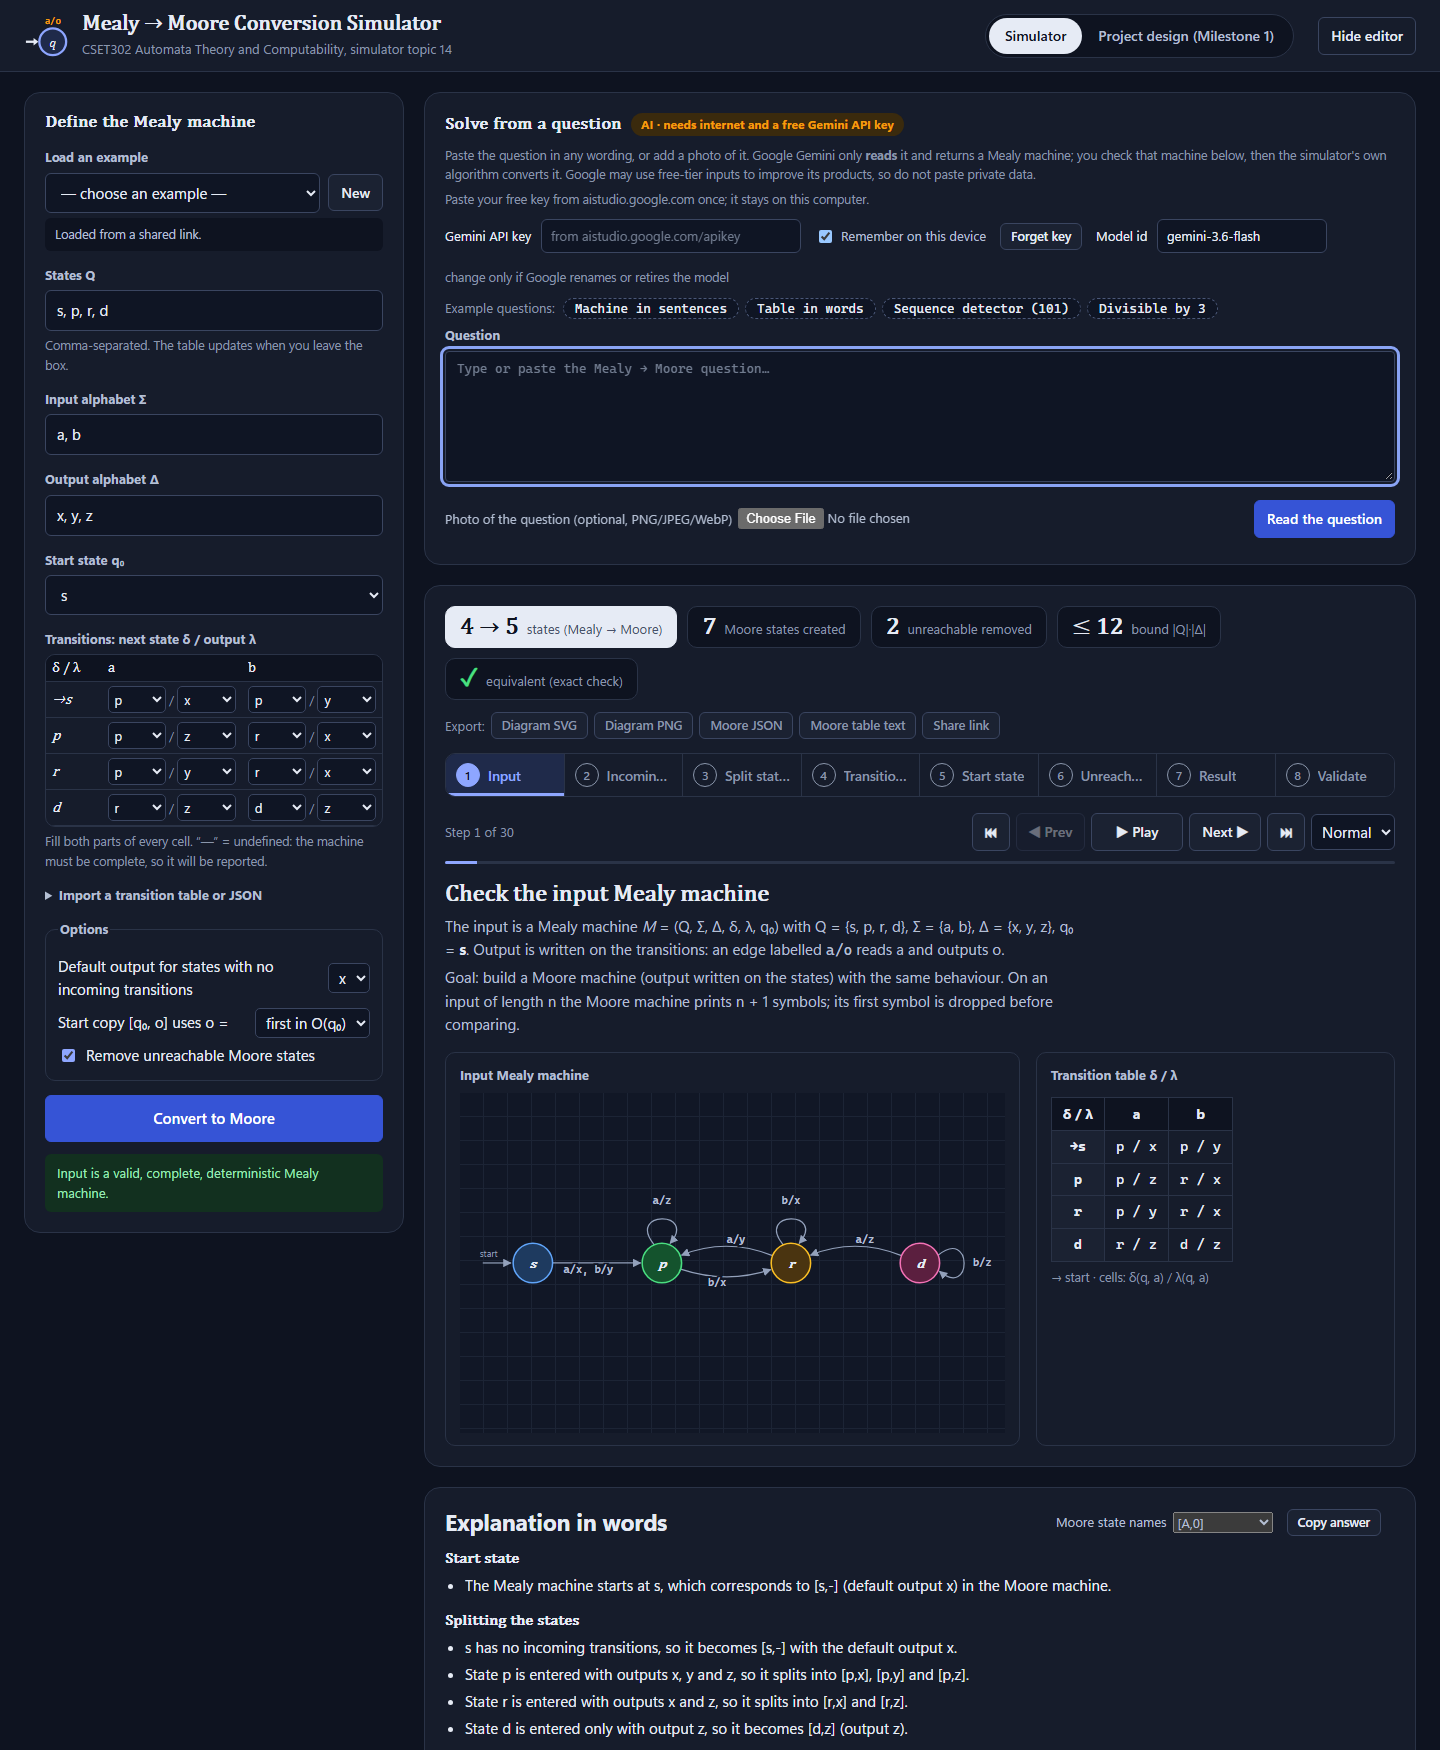 a/o
q
Mealy → Moore Conversion Simulator
CSET302 Automata Theory and Computability, simulator topic 14
Simulator
Project design (Milestone 1)
Hide editor
Define the Mealy machine
Load an example
— choose an example —
New
Loaded from a shared link.
States Q
s, p, r, d
Comma-separated. The table updates when you leave the
box.
Input alphabet Σ
a, b
Output alphabet Δ
x, y, z
Start state q₀
s
Transitions: next state δ / output λ
δ / λ a b
→s p / x p / y
p p / z r / x
r p / y r / x
d r / z d / z
Fill both parts of every cell. "—" = undefined: the machine
must be complete, so it will be reported.
▶ Import a transition table or JSON
Options
Default output for states with no
incoming transitions
x
Start copy [q₀, o] uses o =
first in O(q₀)
Remove unreachable Moore states
Convert to Moore
Input is a valid, complete, deterministic Mealy
machine.
Solve from a question
AI · needs internet and a free Gemini API key
Paste the question in any wording, or add a photo of it. Google Gemini only reads it and returns a Mealy machine; you check that machine below, then the simulator's own
algorithm converts it. Google may use free-tier inputs to improve its products, so do not paste private data.
Paste your free key from aistudio.google.com once; it stays on this computer.
Gemini API key
from aistudio.google.com/apikey
Remember on this device
Forget key
Model id
gemini-3.6-flash
change only if Google renames or retires the model
Example questions:
Machine in sentences
Table in words
Sequence detector (101)
Divisible by 3
Question
Type or paste the Mealy → Moore question…
Photo of the question (optional, PNG/JPEG/WebP)
Choose File
No file chosen
Read the question
4 → 5 states (Mealy → Moore)
7 Moore states created
2 unreachable removed
≤ 12 bound |Q|·|Δ|
✓ equivalent (exact check)
Export:
Diagram SVG
Diagram PNG
Moore JSON
Moore table text
Share link
1 Input
2 Incomin…
3 Split stat…
4 Transitio…
5 Start state
6 Unreach…
7 Result
8 Validate
Step 1 of 30
⏮
◀ Prev
▶ Play
Next ▶
⏭
Normal
Check the input Mealy machine
The input is a Mealy machine M = (Q, Σ, Δ, δ, λ, q₀) with Q = {s, p, r, d}, Σ = {a, b}, Δ = {x, y, z}, q₀
= s. Output is written on the transitions: an edge labelled a/o reads a and outputs o.
Goal: build a Moore machine (output written on the states) with the same behaviour. On an
input of length n the Moore machine prints n + 1 symbols; its first symbol is dropped before
comparing.
Input Mealy machine
a/z
b/x
start
s
a/x, b/y
p
a/y
b/x
r
a/z
d
b/z
Transition table δ / λ
δ / λ a b
→s p / x p / y
p p / z r / x
r p / y r / x
d r / z d / z
→ start · cells: δ(q, a) / λ(q, a)
Explanation in words
Moore state names
[A,0]
Copy answer
Start state
• The Mealy machine starts at s, which corresponds to [s,-] (default output x) in the Moore machine.
Splitting the states
• s has no incoming transitions, so it becomes [s,-] with the default output x.
• State p is entered with outputs x, y and z, so it splits into [p,x], [p,y] and [p,z].
• State r is entered with outputs x and z, so it splits into [r,x] and [r,z].
• State d is entered only with output z, so it becomes [d,z] (output z).